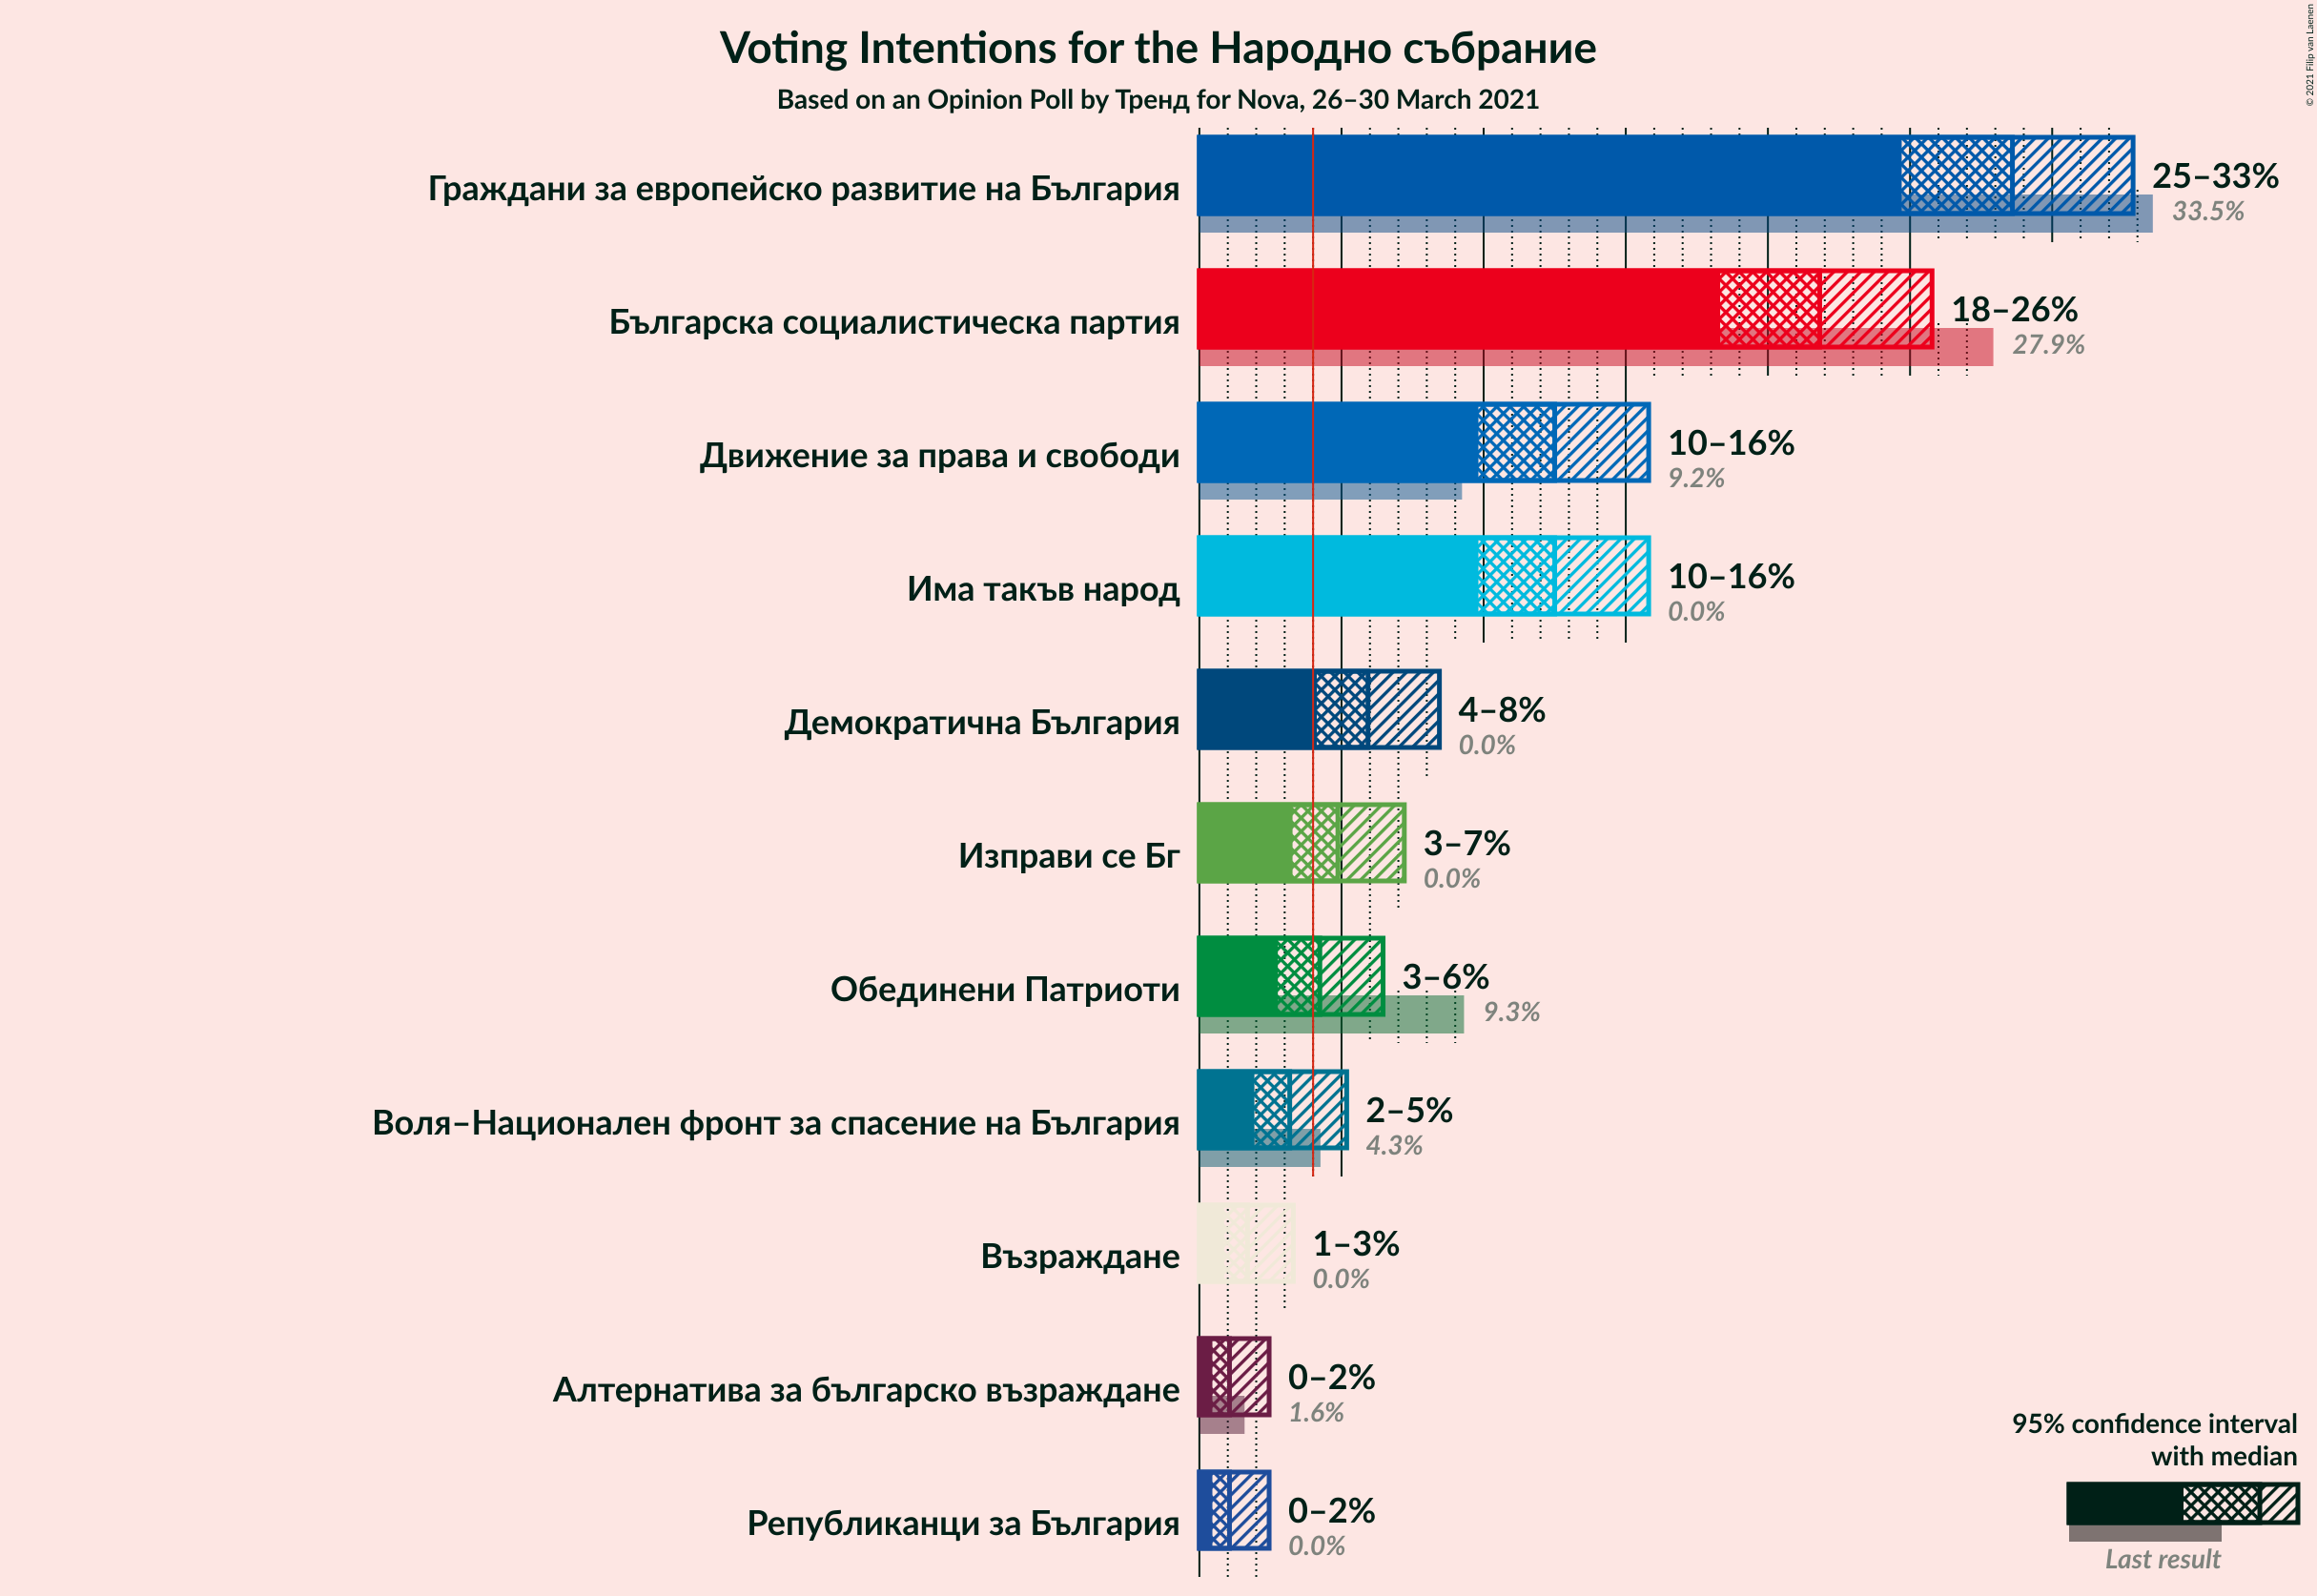 Voting Intentions for the Народно събрание
Based on an Opinion Poll by Тренд for Nova, 26–30 March 2021
© 2021 Filip van Laenen
Граждани за европейско развитие на България
25–33%
33.5%
Българска социалистическа партия
18–26%
27.9%
Движение за права и свободи
10–16%
9.2%
Има такъв народ
10–16%
0.0%
Демократична България
4–8%
0.0%
Изправи се Бг
3–7%
0.0%
Обединени Патриоти
3–6%
9.3%
Воля–Национален фронт за спасение на България
2–5%
4.3%
Възраждане
1–3%
0.0%
Алтернатива за българско възраждане
0–2%
1.6%
Републиканци за България
0–2%
0.0%
95% confidence interval
with median
Last result